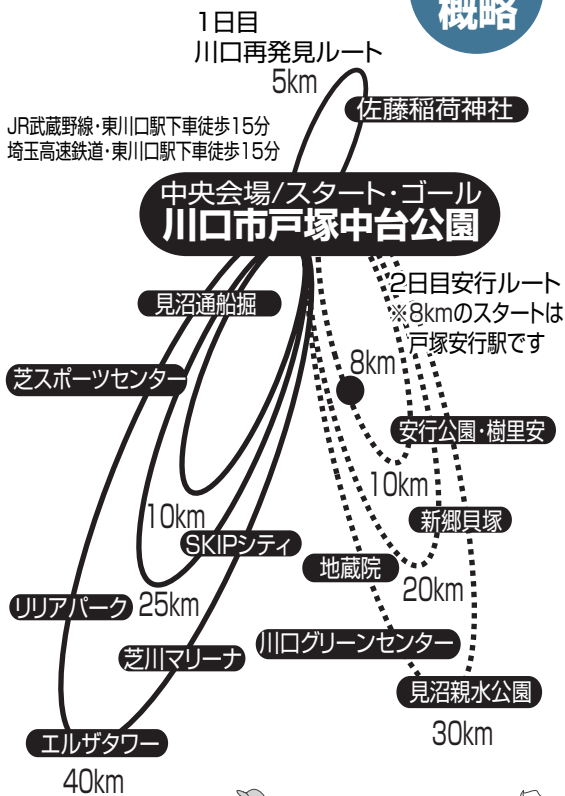 概略
1日目
川口再発見ルート
5km
佐藤稲荷神社
JR武蔵野線・東川口駅下車徒歩15分
埼玉高速鉄道・東川口駅下車徒歩15分
中央会場/スタート・ゴール
川口市戸塚中台公園
2日目安行ルート
※8kmのスタートは
戸塚安行駅です
見沼通船掘
芝スポーツセンター
8km
安行公園・樹里安
10km
10km
新郷貝塚
SKIPシティ
地蔵院
20km
リリアパーク
25km
川口グリーンセンター
芝川マリーナ
見沼親水公園
30km
エルザタワー
40km